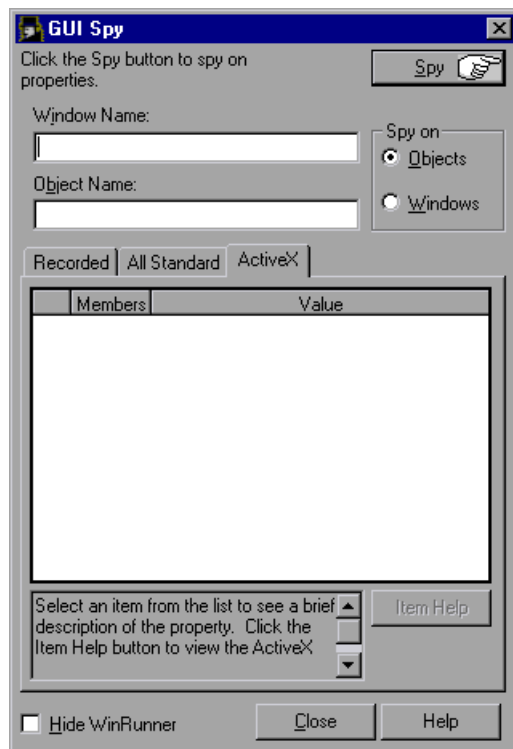 GUI Spy
Click the Spy button to spy on
properties.
Spy
Window Name:
Spy on
Objects
Object Name:
Windows
Recorded All Standard ActiveX
Members Value
Select an item from the list to see a brief
description of the property. Click the
Item Help button to view the ActiveX
Item Help
Hide WinRunner
Close
Help